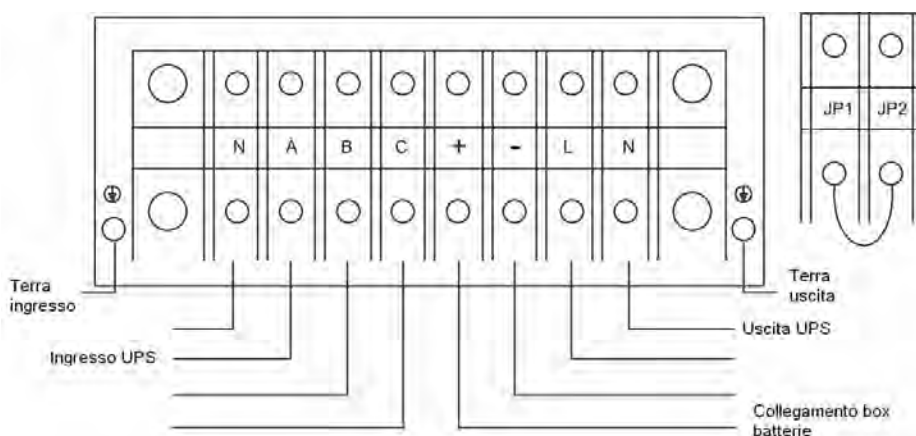 JP1 JP2
N A B C + - L N
Terra
ingresso
Terra
uscita
Uscita UPS
Ingresso UPS
Collegamento box
batterie